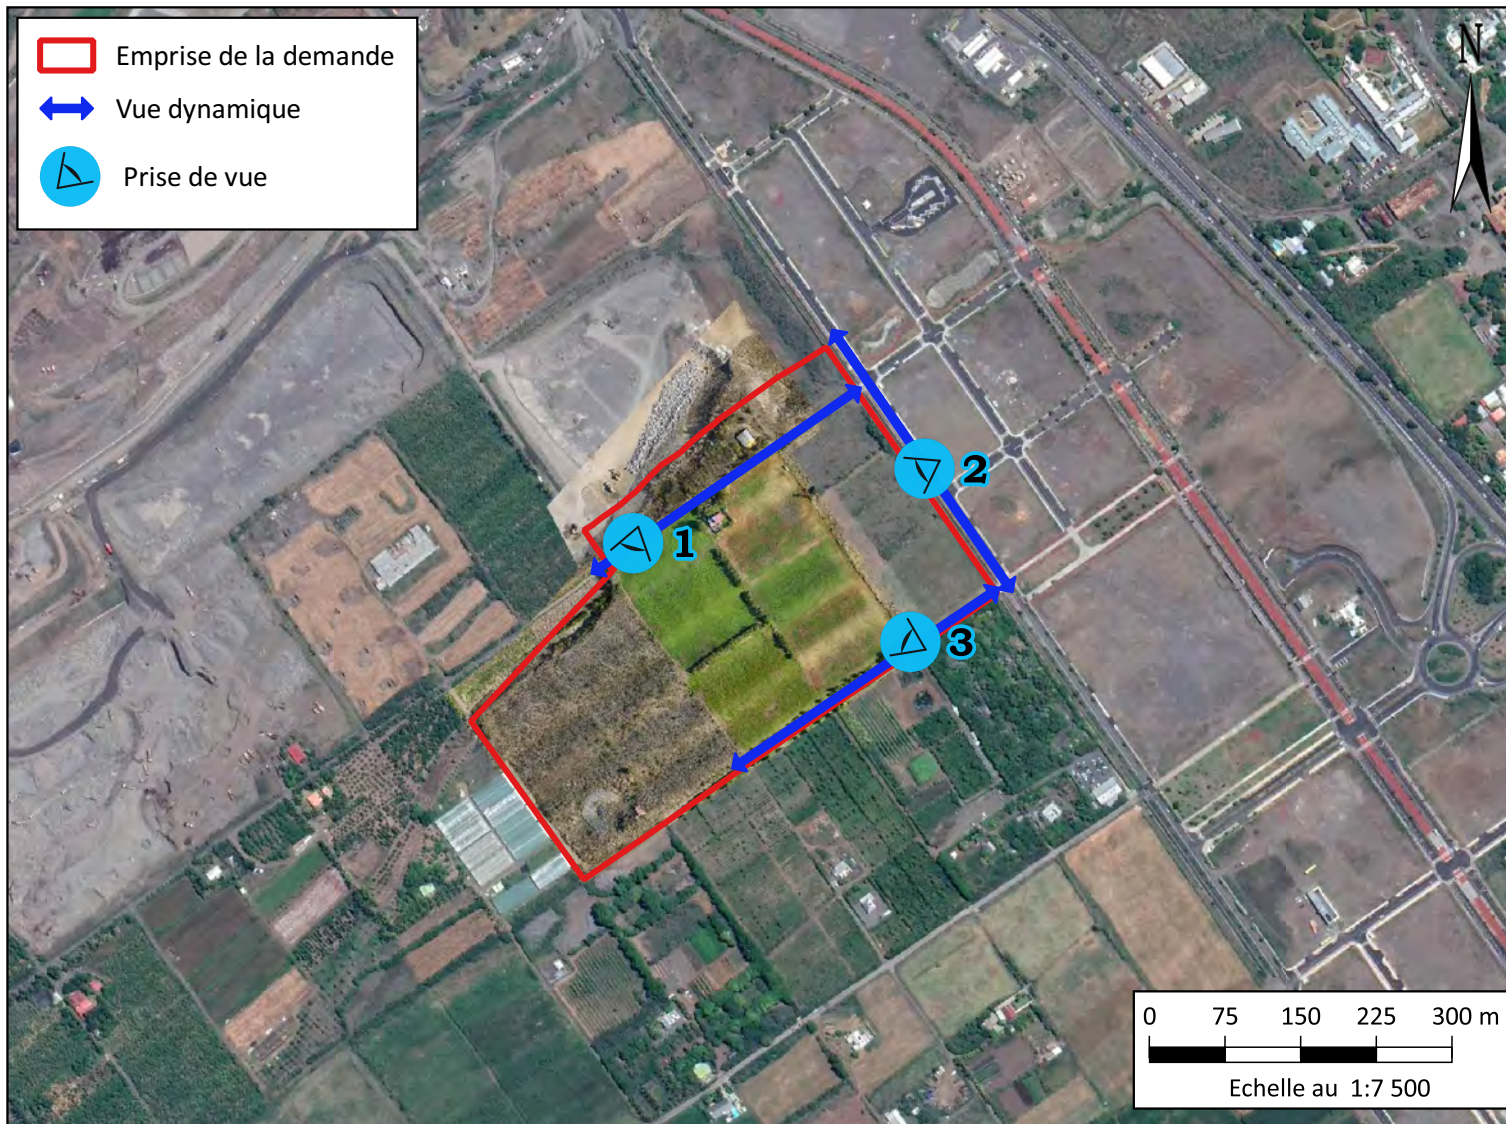 Emprise de la demande
Vue dynamique
Prise de vue
N
1
2
3
0 75 150 225 300 m
Echelle au 1:7 500